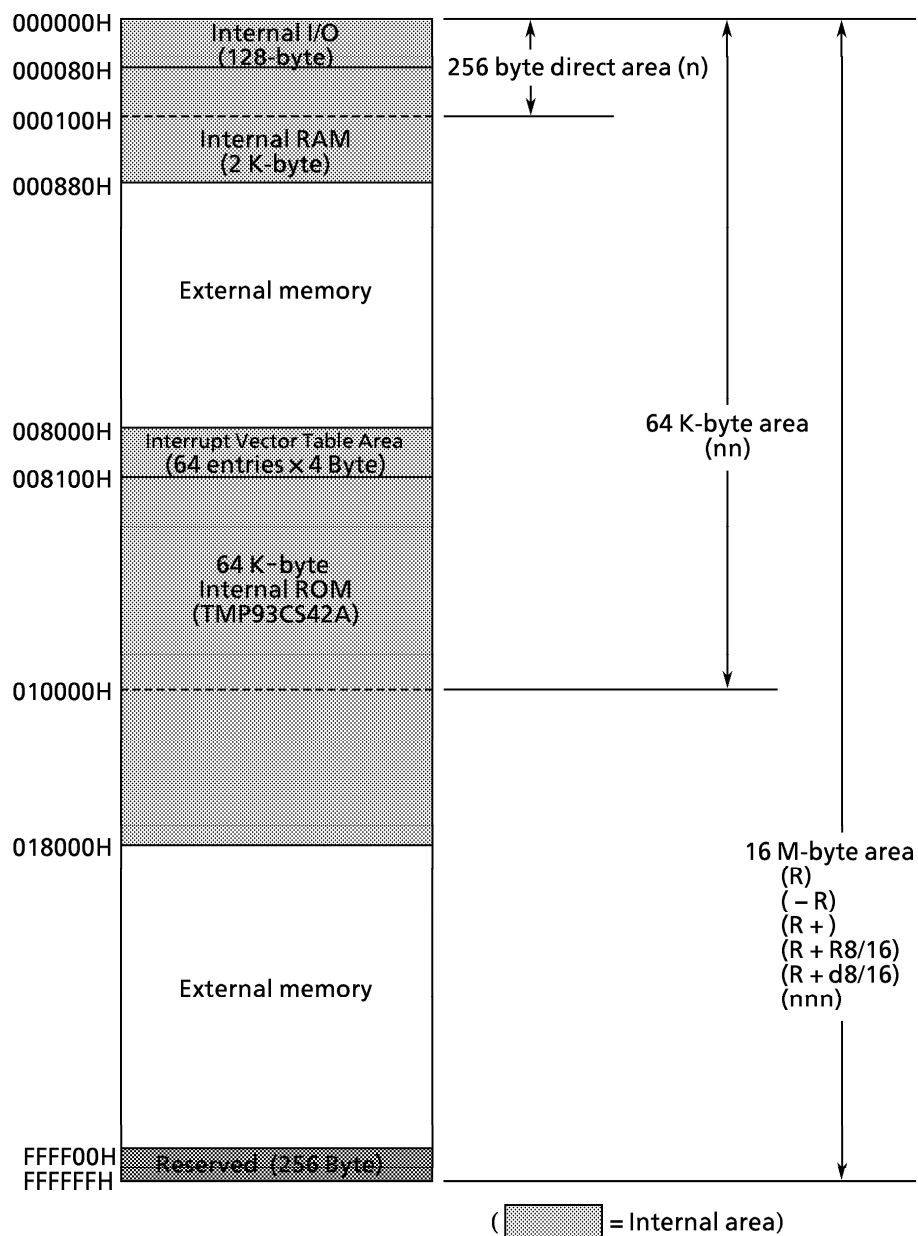 000000H
Internal I/O
(128-byte)
000080H
256 byte direct area (n)
000100H
Internal RAM
(2 K-byte)
000880H
External memory
008000H
Interrupt Vector Table Area
(64 entries × 4 Byte)
008100H
64 K-byte area
(nn)
64 K-byte
Internal ROM
(TMP93CS42A)
010000H
018000H
16 M-byte area
(R)
(– R)
(R +)
(R + R8/16)
(R + d8/16)
(nnn)
External memory
FFFF00H
Reserved (256 Byte)
FFFFFFH
( = Internal area)